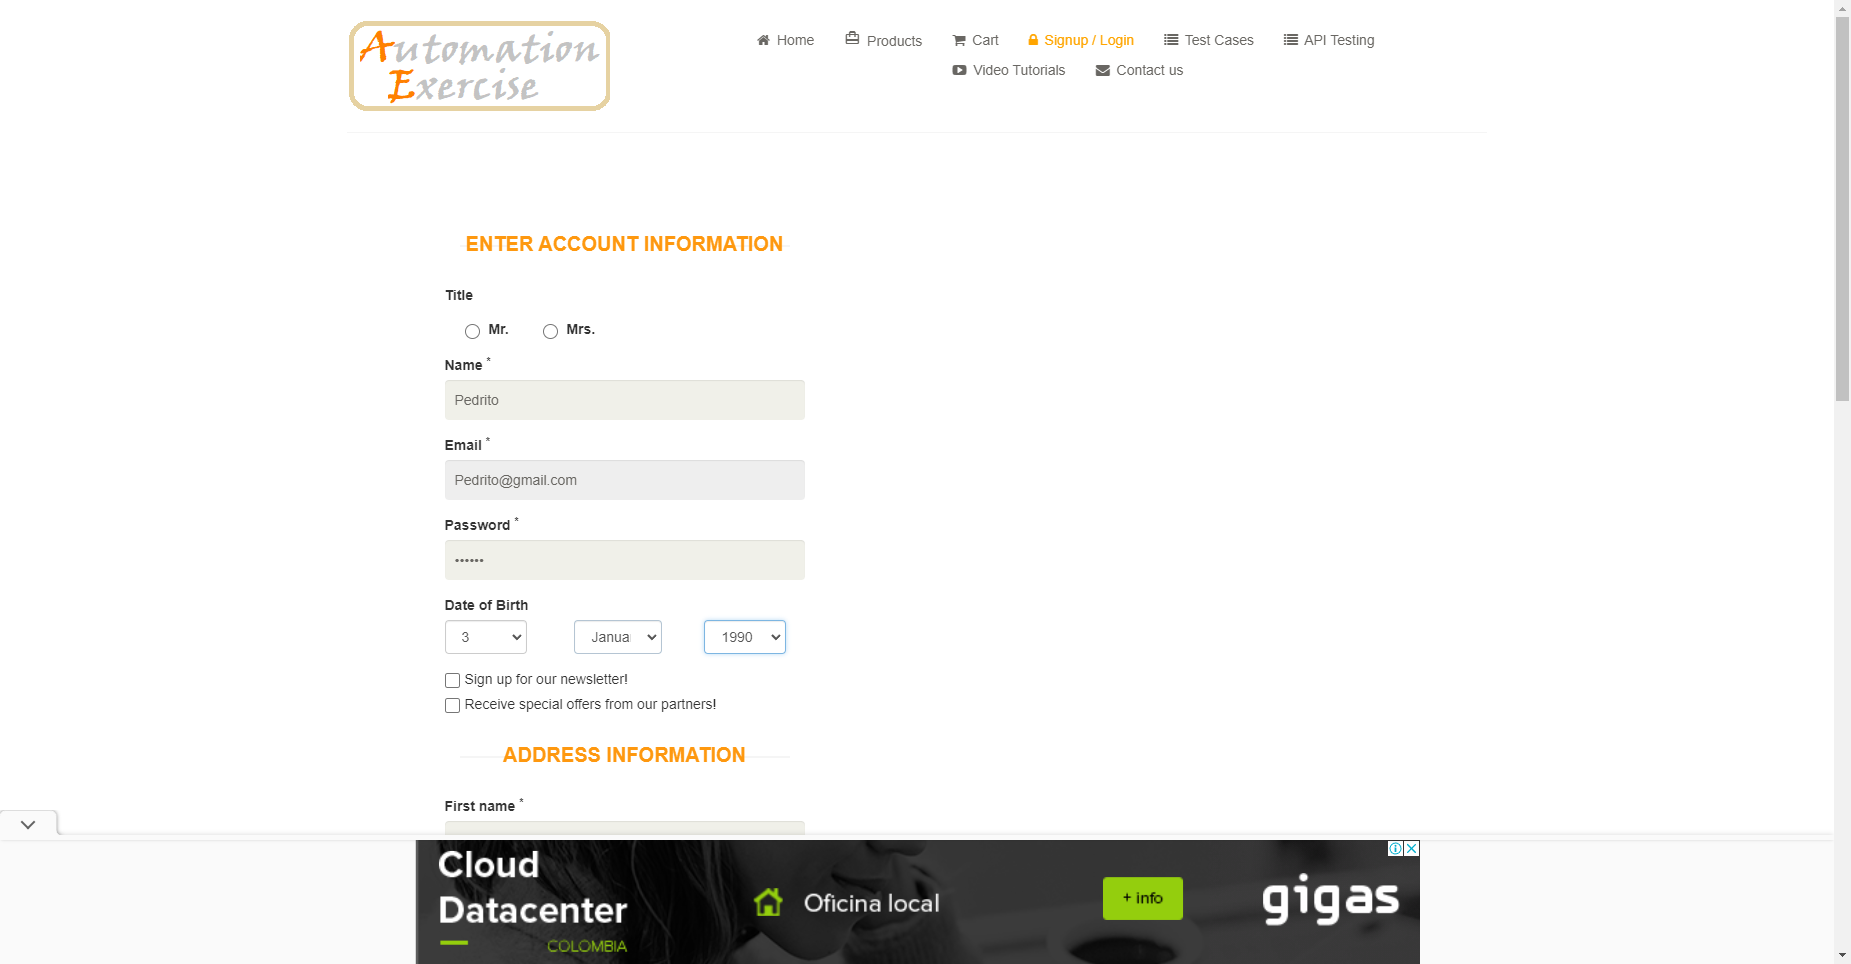 Automation
Exercise
Home
Products
Cart
Signup / Login
Test Cases
API Testing
Video Tutorials
Contact us
ENTER ACCOUNT INFORMATION
Title
Mr.
Mrs.
Name *
Pedrito
Email *
Pedrito@gmail.com
Password *
••••••
Date of Birth
3
Janua
1990
Sign up for our newsletter!
Receive special offers from our partners!
ADDRESS INFORMATION
First name *
Cloud
Datacenter
COLOMBIA
Oficina local
+ info
gigas